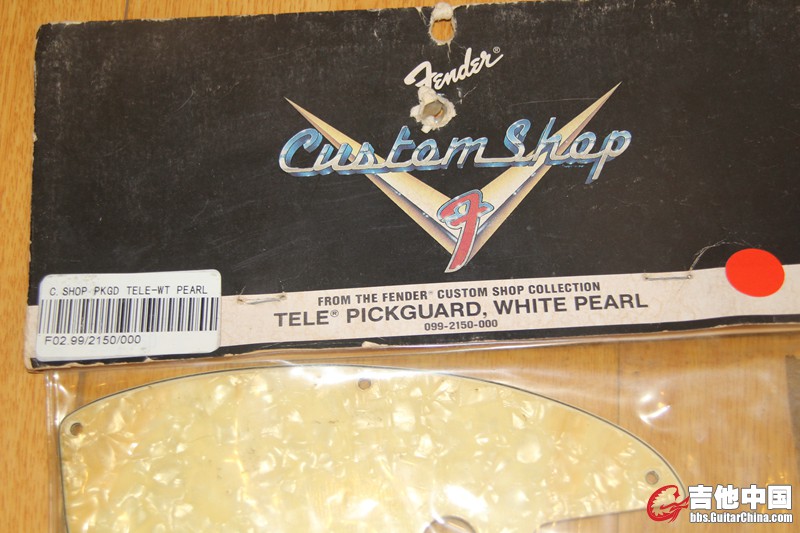 Fender®
Custom Shop
F
C. SHOP PKGD TELE-WT PEARL
F02.99/2150/000
FROM THE FENDER® CUSTOM SHOP COLLECTION
TELE® PICKGUARD, WHITE PEARL
099-2150-000
吉他中国
bbs.GuitarChina.com